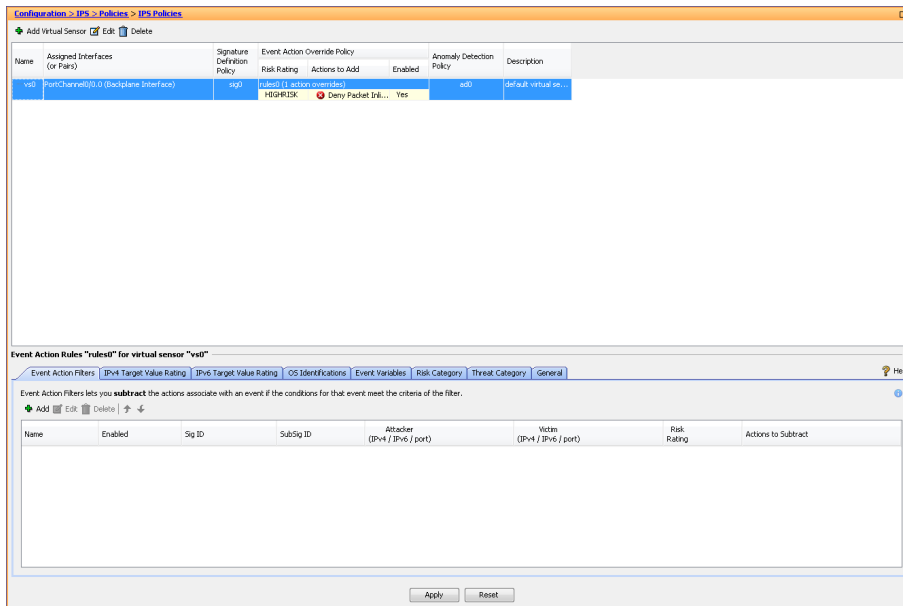 Configuration > IPS > Policies > IPS Policies
Add Virtual Sensor Edit Delete
Name
Assigned Interfaces
(or Pairs)
Signature
Definition
Policy
Event Action Override Policy
Risk Rating Actions to Add Enabled
Anomaly Detection
Policy
Description
vs0 PortChannel0/0.0 (Backplane Interface) sig0 rules0 (1 action overrides) ad0 default virtual se...
HIGHRISK Deny Packet Inli... Yes
Event Action Rules "rules0" for virtual sensor "vs0"
Event Action Filters IPv4 Target Value Rating IPv6 Target Value Rating OS Identifications Event Variables Risk Category Threat Category General
He
Event Action Filters lets you subtract the actions associate with an event if the conditions for that event meet the criteria of the filter.
Add Edit Delete
Name Enabled Sig ID SubSig ID
Attacker
(IPv4 / IPv6 / port)
Victim
(IPv4 / IPv6 / port)
Risk
Rating
Actions to Subtract
Apply Reset